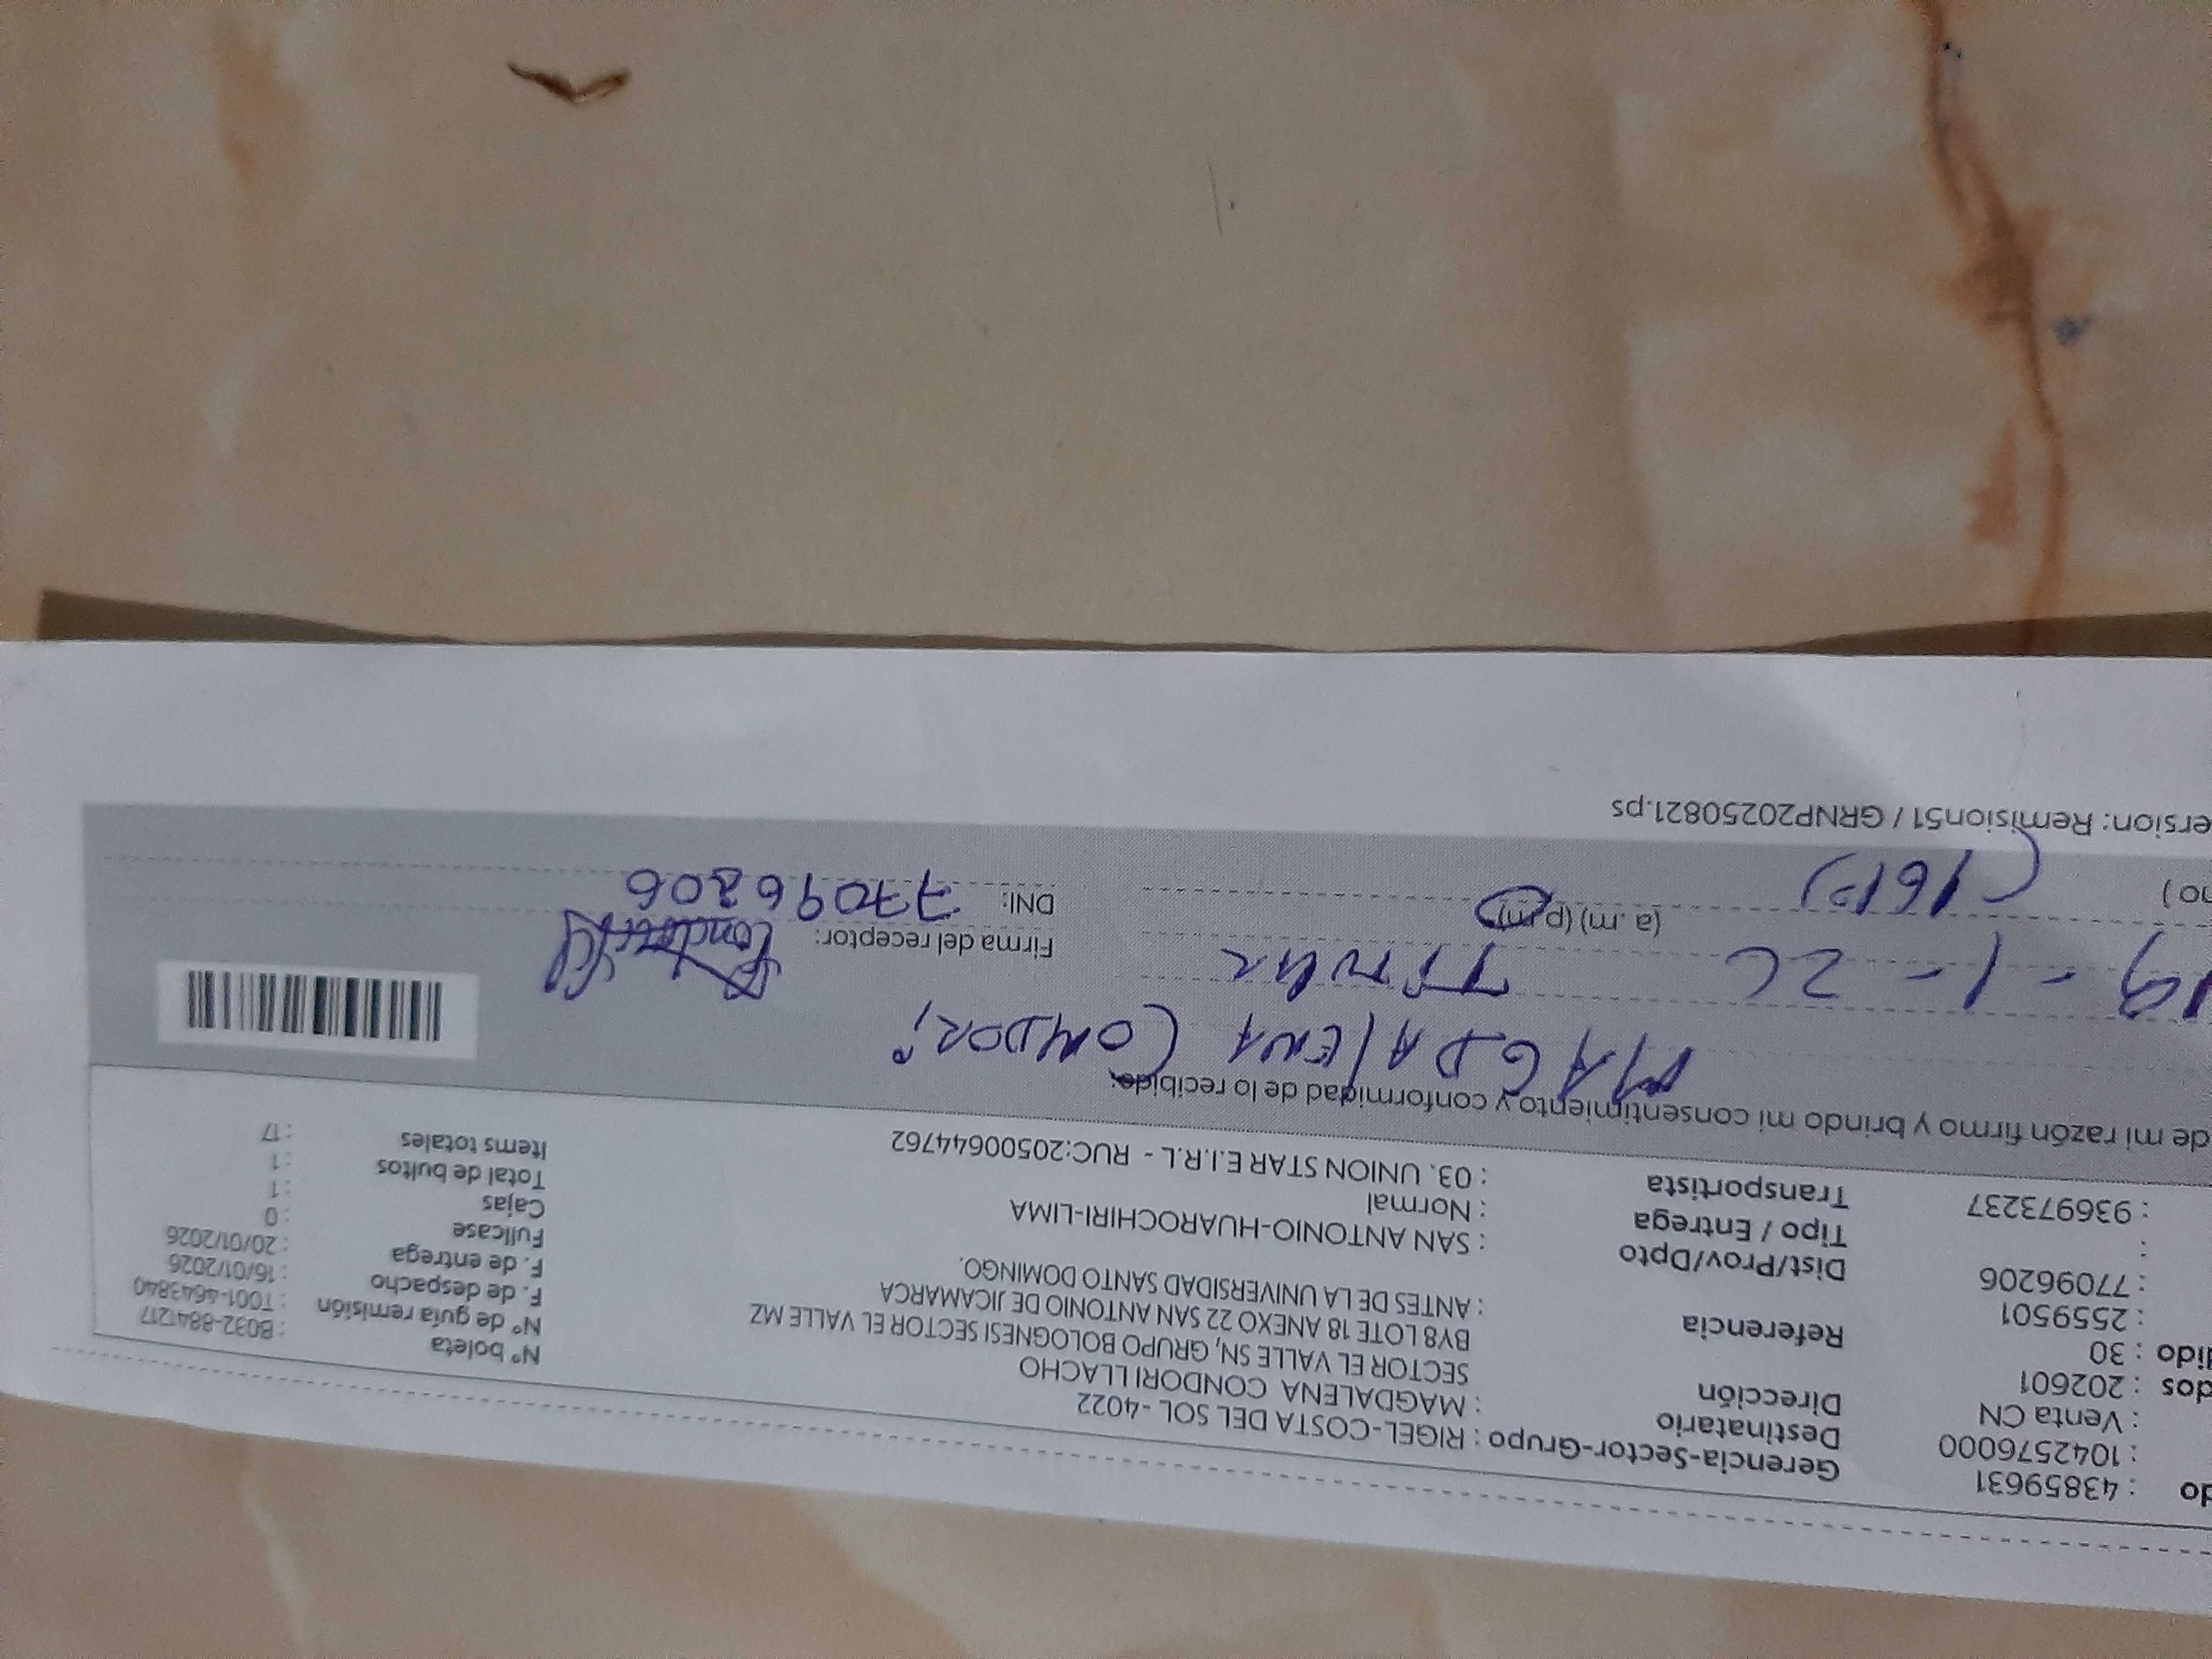 do : 43859631 Gerencia-Sector-Grupo : RIGEL-COSTA DEL SOL -4022
: 1042576000 Destinatario : MAGDALENA CONDORI LLACHO
: Venta CN Dirección SECTOR EL VALLE SN, GRUPO BOLOGNESI SECTOR EL VALLE MZ
dos : 202601 BY8 LOTE 18 ANEXO 22 SAN ANTONIO DE JICAMARCA
dido : 30 Referencia : ANTES DE LA UNIVERSIDAD SANTO DOMINGO.
: 2559501
: 77096206 Dist/Prov/Dpto : SAN ANTONIO-HUAROCHIRI-LIMA
: Tipo / Entrega : Normal
: 936973237 Transportista : 03. UNION STAR E.I.R.L - RUC:20500644762
Nº boleta : B032-8841217
Nº de guía remisión : T001-4643840
F. de despacho : 16/01/2026
F. de entrega : 20/01/2026
Fullcase : 0
Cajas : 1
Total de bultos : 1
Items totales : 17
de mi razón firmo y brindo mi consentimiento y conformidad de lo recibido:
MAGDALENA CONDORI
19 - 1 - 26
(a .m) (p.m)
Firma del receptor:
DNI: 77096206
no )
ersion: Remision51 / GRNP20250821.ps